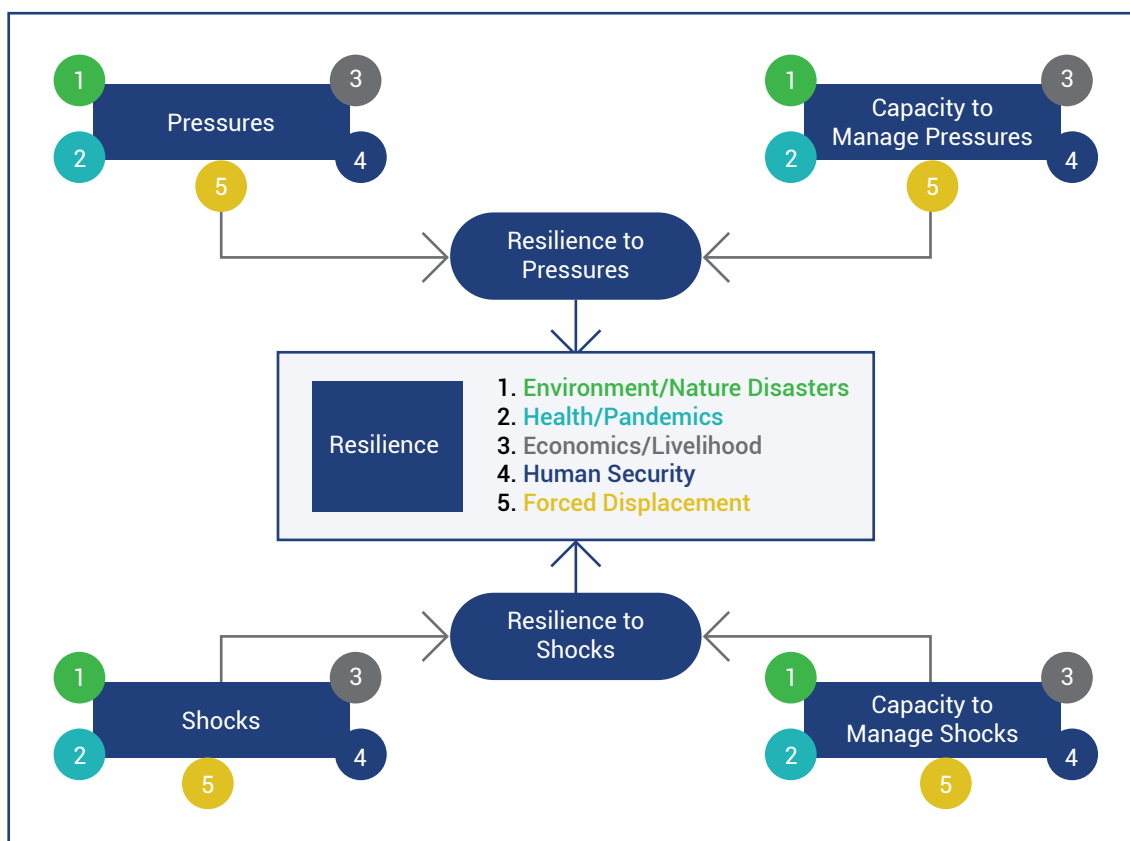 1
3
Pressures
2
4
5
1
3
Capacity to
Manage Pressures
2
4
5
Resilience to
Pressures
Resilience
1. Environment/Nature Disasters
2. Health/Pandemics
3. Economics/Livelihood
4. Human Security
5. Forced Displacement
Resilience to
Shocks
1
3
Shocks
2
4
5
1
3
Capacity to
Manage Shocks
2
4
5